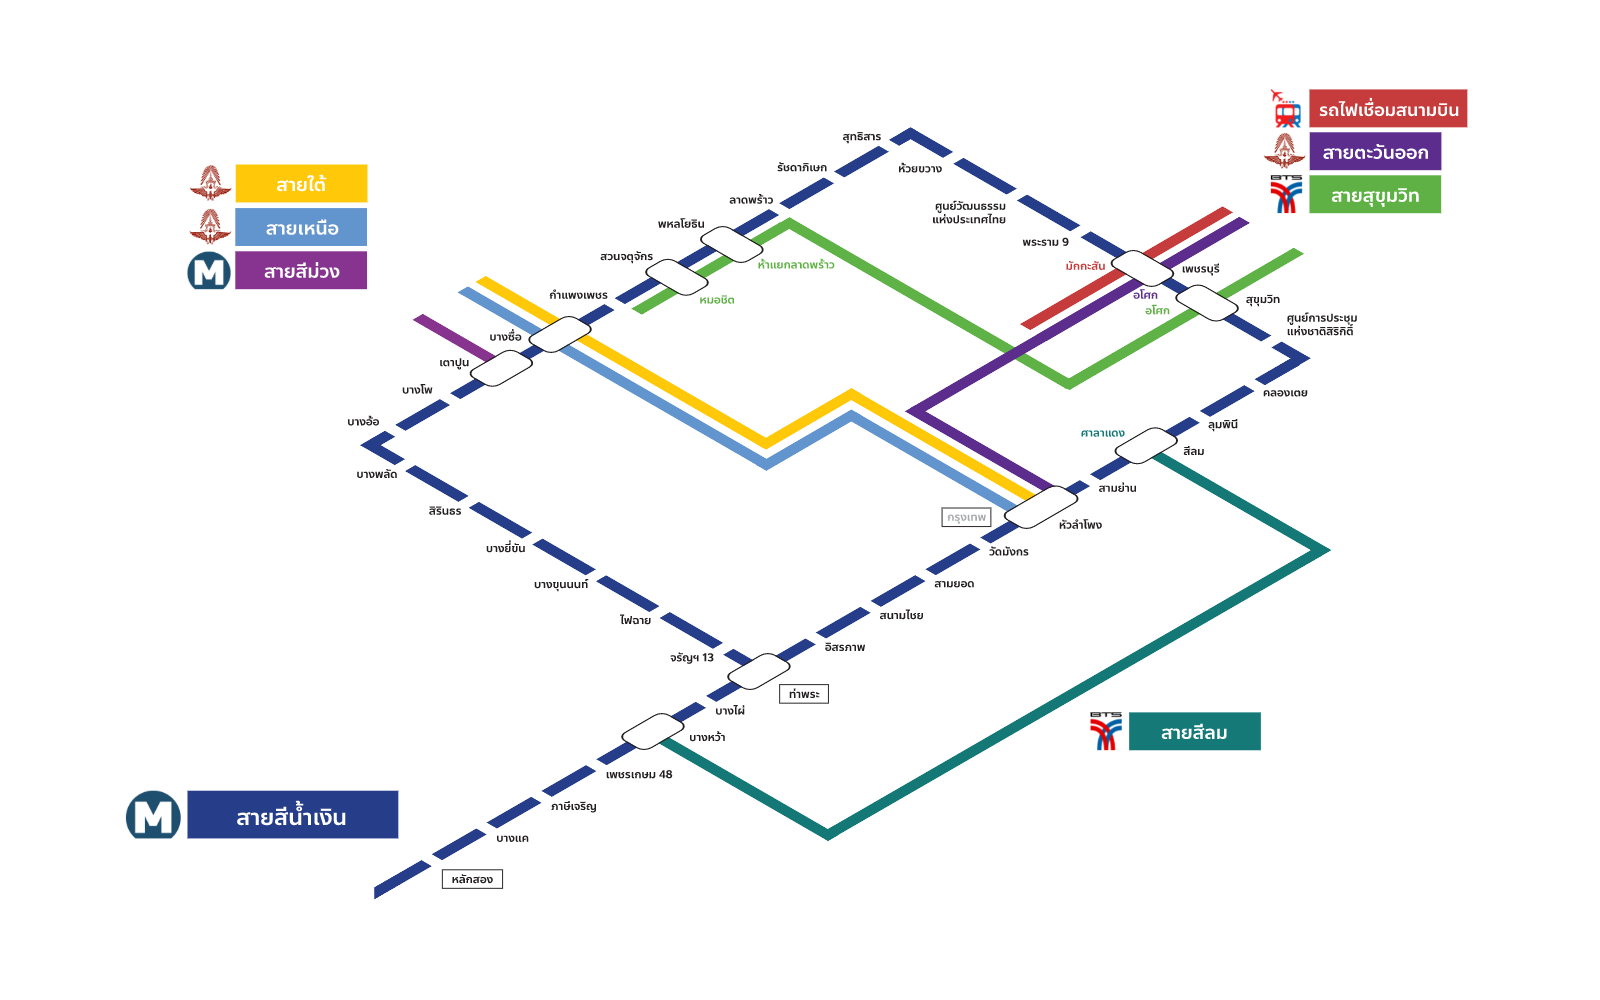 รถไฟเชื่อมสนามบิน
สายตะวันออก
BTS
สายสุขุมวิท
สายใต้
สายเหนือ
M
สายสีม่วง
สุทธิสาร
รัชดาภิเษก
ห้วยขวาง
ลาดพร้าว
ศูนย์วัฒนธรรม
แห่งประเทศไทย
พหลโยธิน
พระราม 9
สวนจตุจักร
ห้าแยกลาดพร้าว
มักกะสัน
เพชรบุรี
กำแพงเพชร
หมอชิต
อโศก
อโศก
สุขุมวิท
ศูนย์การประชุม
แห่งชาติสิริกิติ์
บางซื่อ
เตาปูน
บางโพ
คลองเตย
บางอ้อ
ลุมพินี
ศาลาแดง
สีลม
บางพลัด
สามย่าน
สิรินธร
กรุงเทพ
หัวลำโพง
บางยี่ขัน
วัดมังกร
บางขุนนนท์
สามยอด
ไฟฉาย
สนามไชย
อิสรภาพ
จรัญฯ 13
ท่าพระ
บางไผ่
บางหว้า
BTS
สายสีลม
เพชรเกษม 48
ภาษีเจริญ
M
สายสีน้ำเงิน
บางแค
หลักสอง